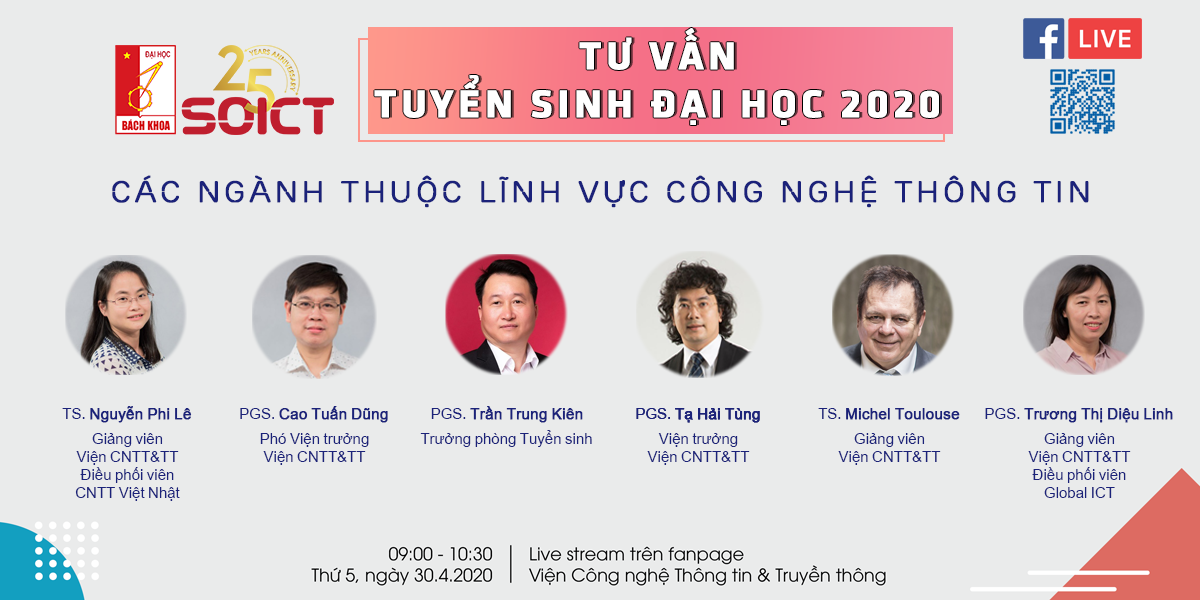 ĐẠI HỌC
BÁCH KHOA
25
YEARS ANNIVERSARY
SOICT
TƯ VẤN
TUYỂN SINH ĐẠI HỌC 2020
f LIVE
CÁC NGÀNH THUỘC LĨNH VỰC CÔNG NGHỆ THÔNG TIN
TS. Nguyễn Phi Lê
Giảng viên
Viện CNTT&TT
Điều phối viên
CNTT Việt Nhật
PGS. Cao Tuấn Dũng
Phó Viện trưởng
Viện CNTT&TT
PGS. Trần Trung Kiên
Trưởng phòng Tuyển sinh
PGS. Tạ Hải Tùng
Viện trưởng
Viện CNTT&TT
TS. Michel Toulouse
Giảng viên
Viện CNTT&TT
PGS. Trương Thị Diệu Linh
Giảng viên
Viện CNTT&TT
Điều phối viên
Global ICT
09:00 - 10:30
Thứ 5, ngày 30.4.2020
Live stream trên fanpage
Viện Công nghệ Thông tin & Truyền thông